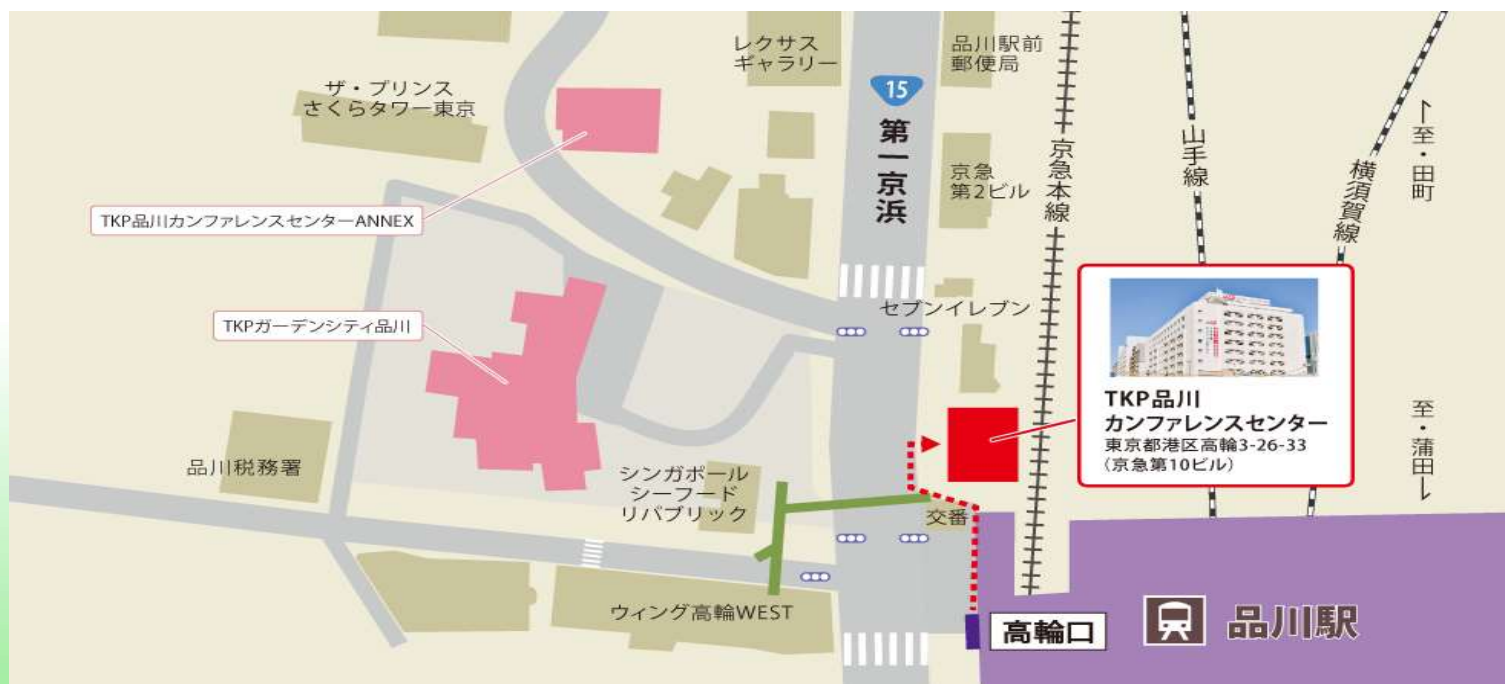 レクサス
ギャラリー
品川駅前
郵便局
ザ・プリンス
さくらタワー東京
15
第一京浜
京急
第2ビル
京急本線
山手線
横須賀線
至・田町
TKP品川カンファレンスセンターANNEX
セブンイレブン
TKPガーデンシティ品川
TKP品川
カンファレンスセンター
東京都港区高輪3-26-33
(京急第10ビル)
至・蒲田
品川税務署
シンガポール
シーフード
リパブリック
交番
ウィング高輪WEST
高輪口
品川駅